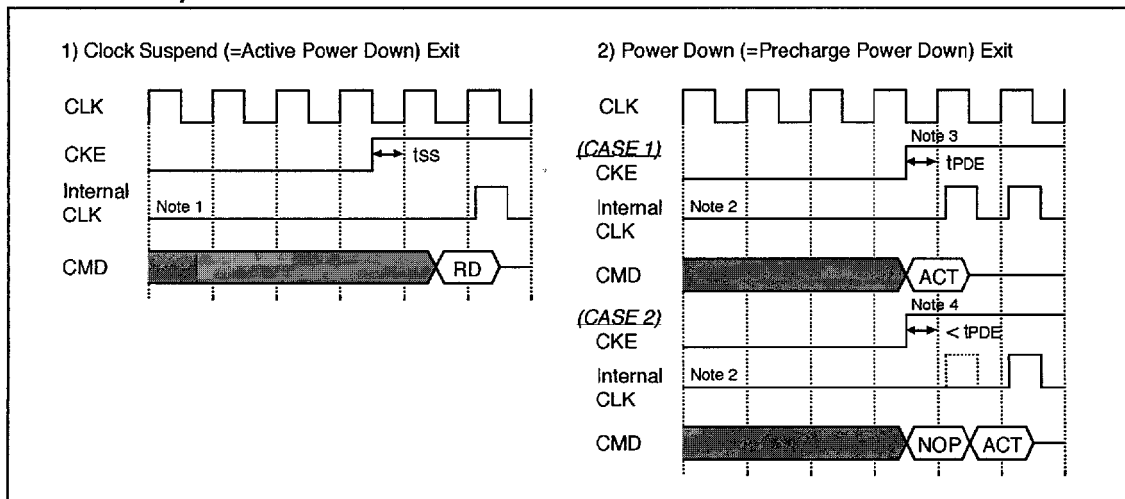 1) Clock Suspend (=Active Power Down) Exit
CLK
CKE
tss
Internal
CLK
Note 1
CMD
RD
2) Power Down (=Precharge Power Down) Exit
CLK
Note 3
(CASE 1)
CKE
tPDE
Internal
CLK
Note 2
CMD
ACT
(CASE 2)
Note 4
CKE
< tPDE
Internal
CLK
Note 2
CMD
NOP
ACT